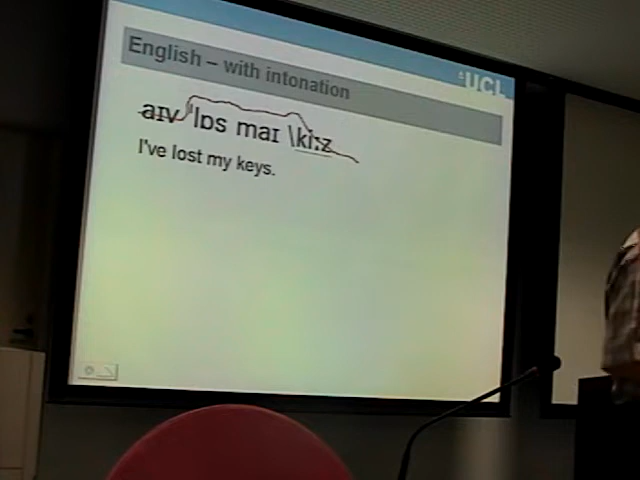 UCL
English – with intonation
aɪv ˈlɒs maɪ \kiːz
I've lost my keys.